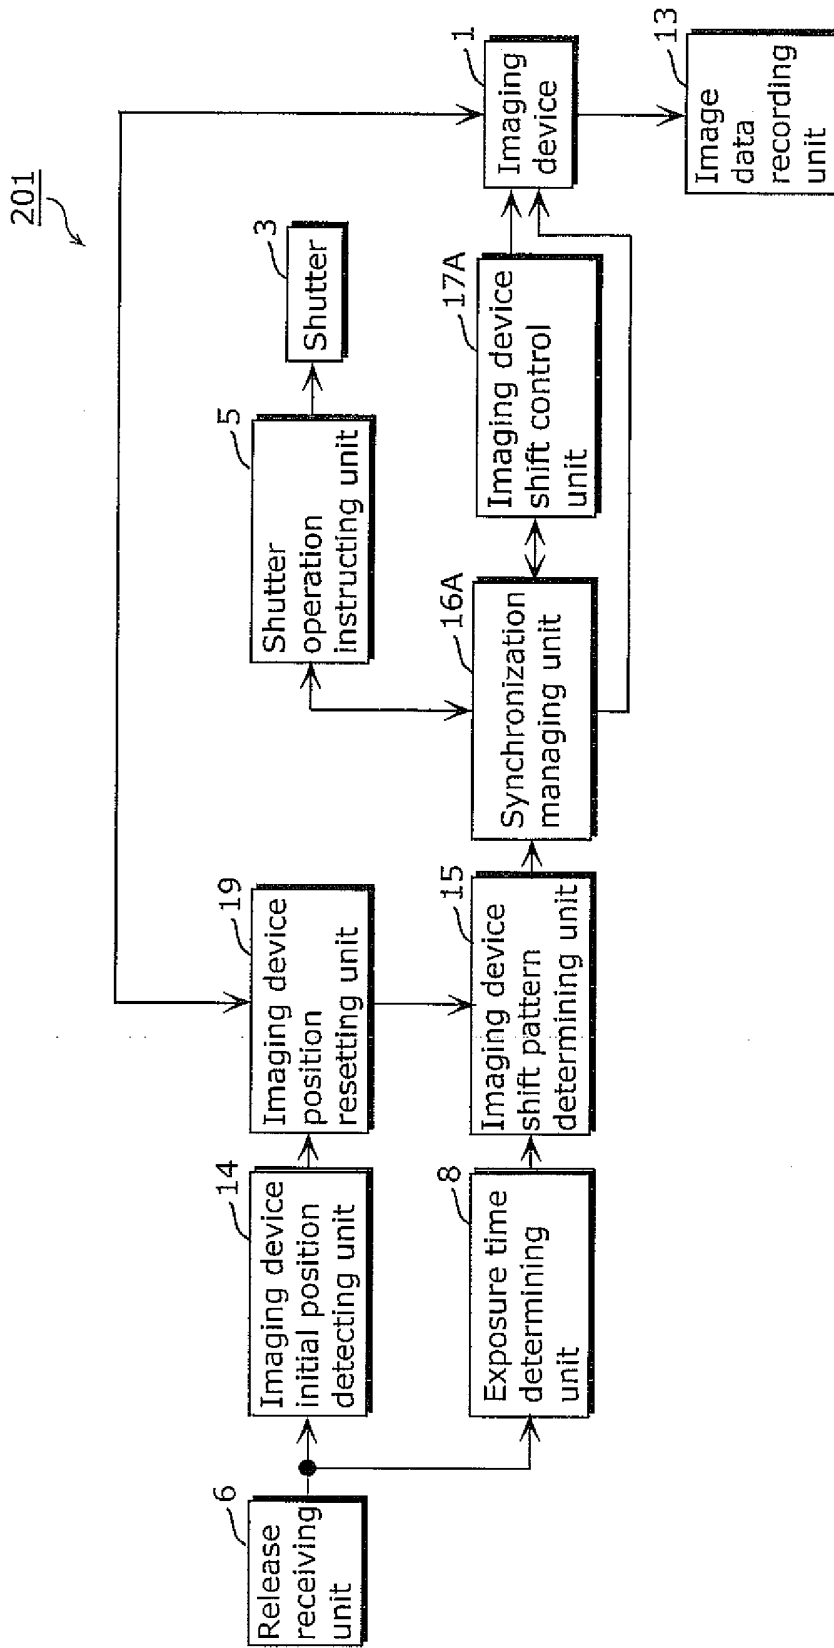 201
6
Release
receiving
unit
14
Imaging device
initial position
detecting unit
19
Imaging device
position
resetting unit
5
Shutter
operation
instructing unit
3
Shutter
8
Exposure time
determining
unit
15
Imaging device
shift pattern
determining unit
16A
Synchronization
managing unit
17A
Imaging device
shift control
unit
1
Imaging
device
13
Image
data
recording
unit